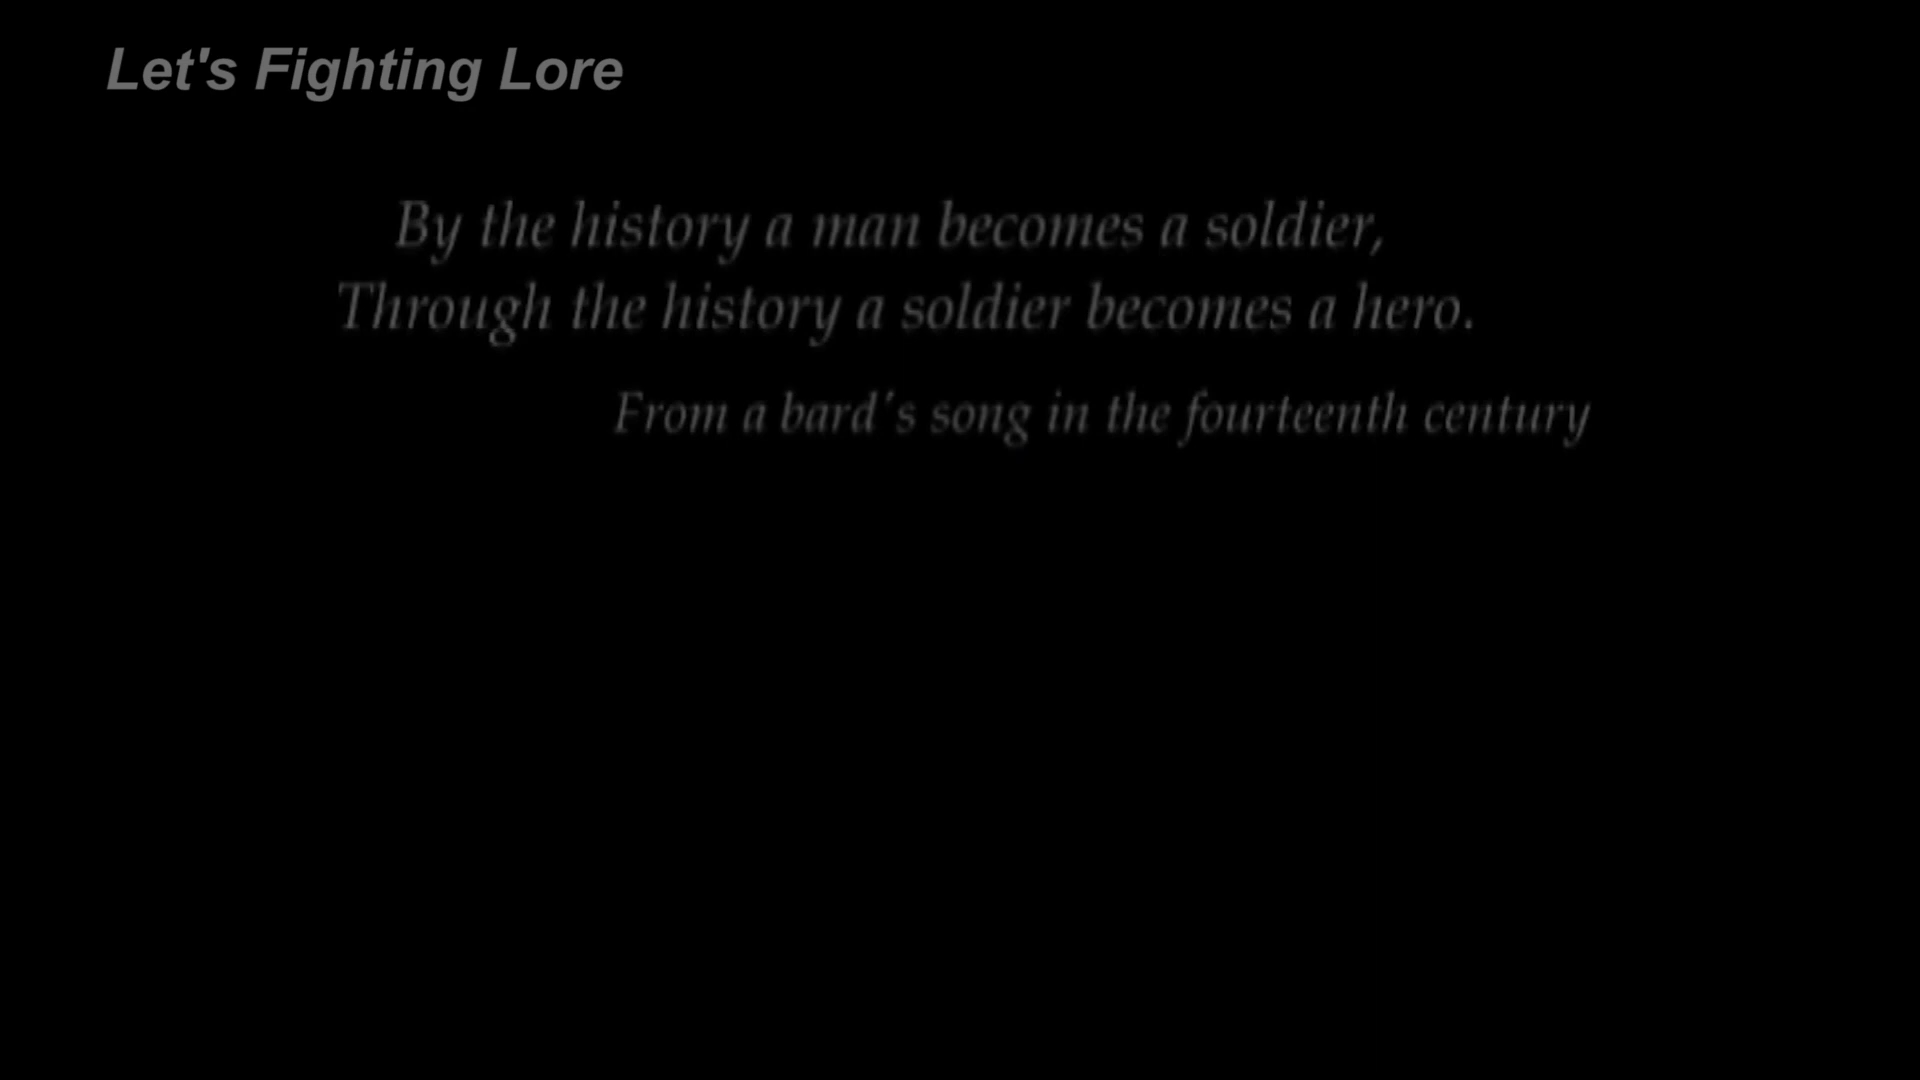 Let's Fighting Lore
By the history a man becomes a soldier,
Through the history a soldier becomes a hero.
From a bard's song in the fourteenth century